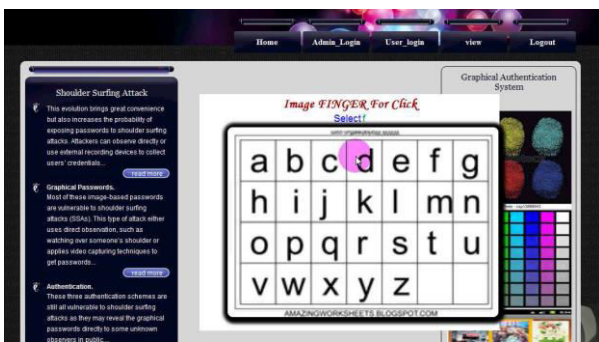 Home Admin_Login User_login view Logout
Shoulder Surfing Attack
This evolution brings great convenience
but also increases the probability of
exposing passwords to shoulder surfing
attacks. Attackers can observe directly or
use external recording devices to collect
users' credentials...
read more
Graphical Passwords.
Most of these image-based passwords
are vulnerable to shoulder surfing
attacks (SSAs). This type of attack either
uses direct observation, such as
watching over someone's shoulder or
applies video capturing techniques to
get passwords...
read more
Authentication.
These three authentication schemes are
still all vulnerable to shoulder surfing
attacks as they may reveal the graphical
passwords directly to some unknown
observers in public...
Image FINGER For Click
Select f
a b c d e f g
h i j k l m n
o p q r s t u
v w x y z
AMAZINGWORKSHEETS.BLOGSPOT.COM
Graphical Authentication
System